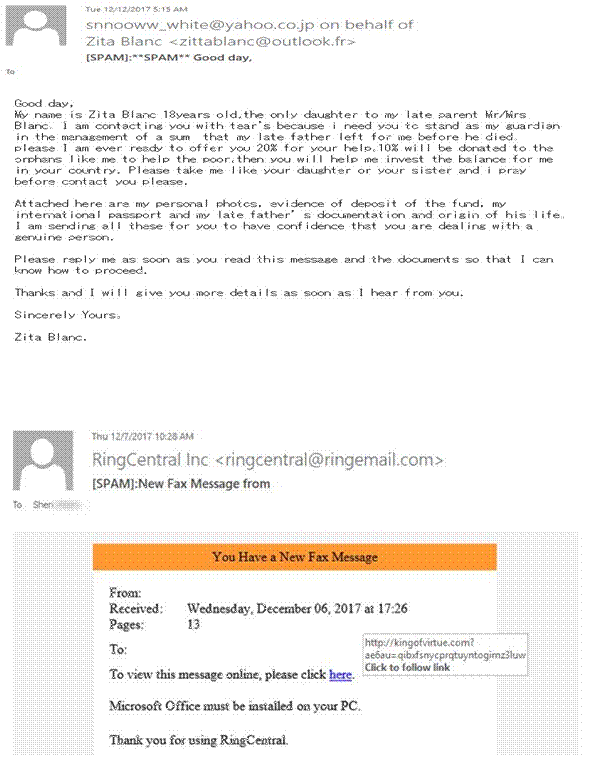 Tue 12/12/2017 5:15 AM
snnooww_white@yahoo.co.jp on behalf of
Zita Blanc <zittablanc@outlook.fr>
[SPAM]:**SPAM** Good day,
To
Good day,
My name is Zita Blanc 18years old,the only daughter to my late parent Mr/Mrs
Blanc. I am contacting you with tear's because i need you to stand as my guardian
in the management of a sum that my late father left for me before he died.
please I am ever ready to offer you 20% for your help,10% will be donated to the
orphans like me to help the poor,then you will help me invest the balance for me
in your country. Please take me like your daughter or your sister and i pray
before contact you please.
Attached here are my personal photos, evidence of deposit of the fund, my
international passport and my late father’s documentation and origin of his life.
I am sending all these for you to have confidence that you are dealing with a
genuine person.
Please reply me as soon as you read this message and the documents so that I can
know how to proceed.
Thanks and I will give you more details as soon as I hear from you.
Sincerely Yours.
Zita Blanc.
Thu 12/7/2017 10:28 AM
RingCentral Inc <ringcentral@ringemail.com>
[SPAM]:New Fax Message from
To Sheri
You Have a New Fax Message
From:
Received: Wednesday, December 06, 2017 at 17:26
Pages: 13
To:
http://kingofvirtue.com?
ae6au=qibxfsnycprqtuyntogimz3luw
Click to follow link
To view this message online, please click here.
Microsoft Office must be installed on your PC.
Thank you for using RingCentral.